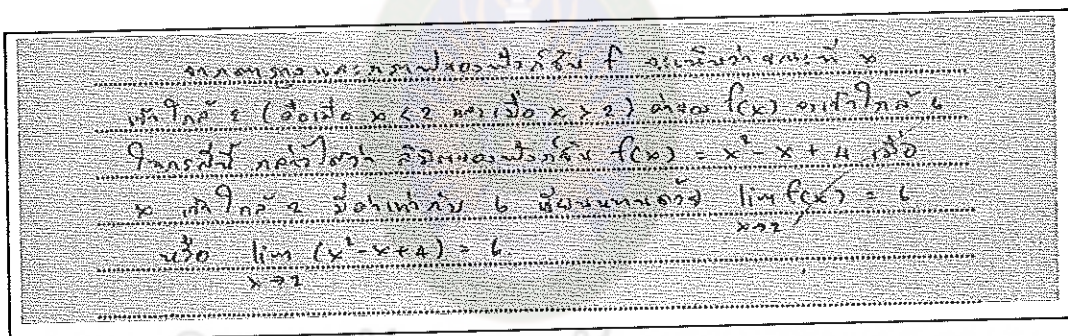 จากตารางและกราฟของฟังก์ชัน f จะเห็นว่า ขณะที่ x
เข้าใกล้ 2 (คือเมื่อ x < 2 และเมื่อ x > 2) ค่าของ f(x) จะเข้าใกล้ 6
ในกรณีนี้ กล่าวได้ว่า ลิมิตของฟังก์ชัน f(x) = x² - x + 4 เมื่อ
x เข้าใกล้ 2 มีค่าเท่ากับ 6 เขียนแทนด้วย lim f(x) = 6
x→2
หรือ lim (x² - x + 4) = 6
x→2